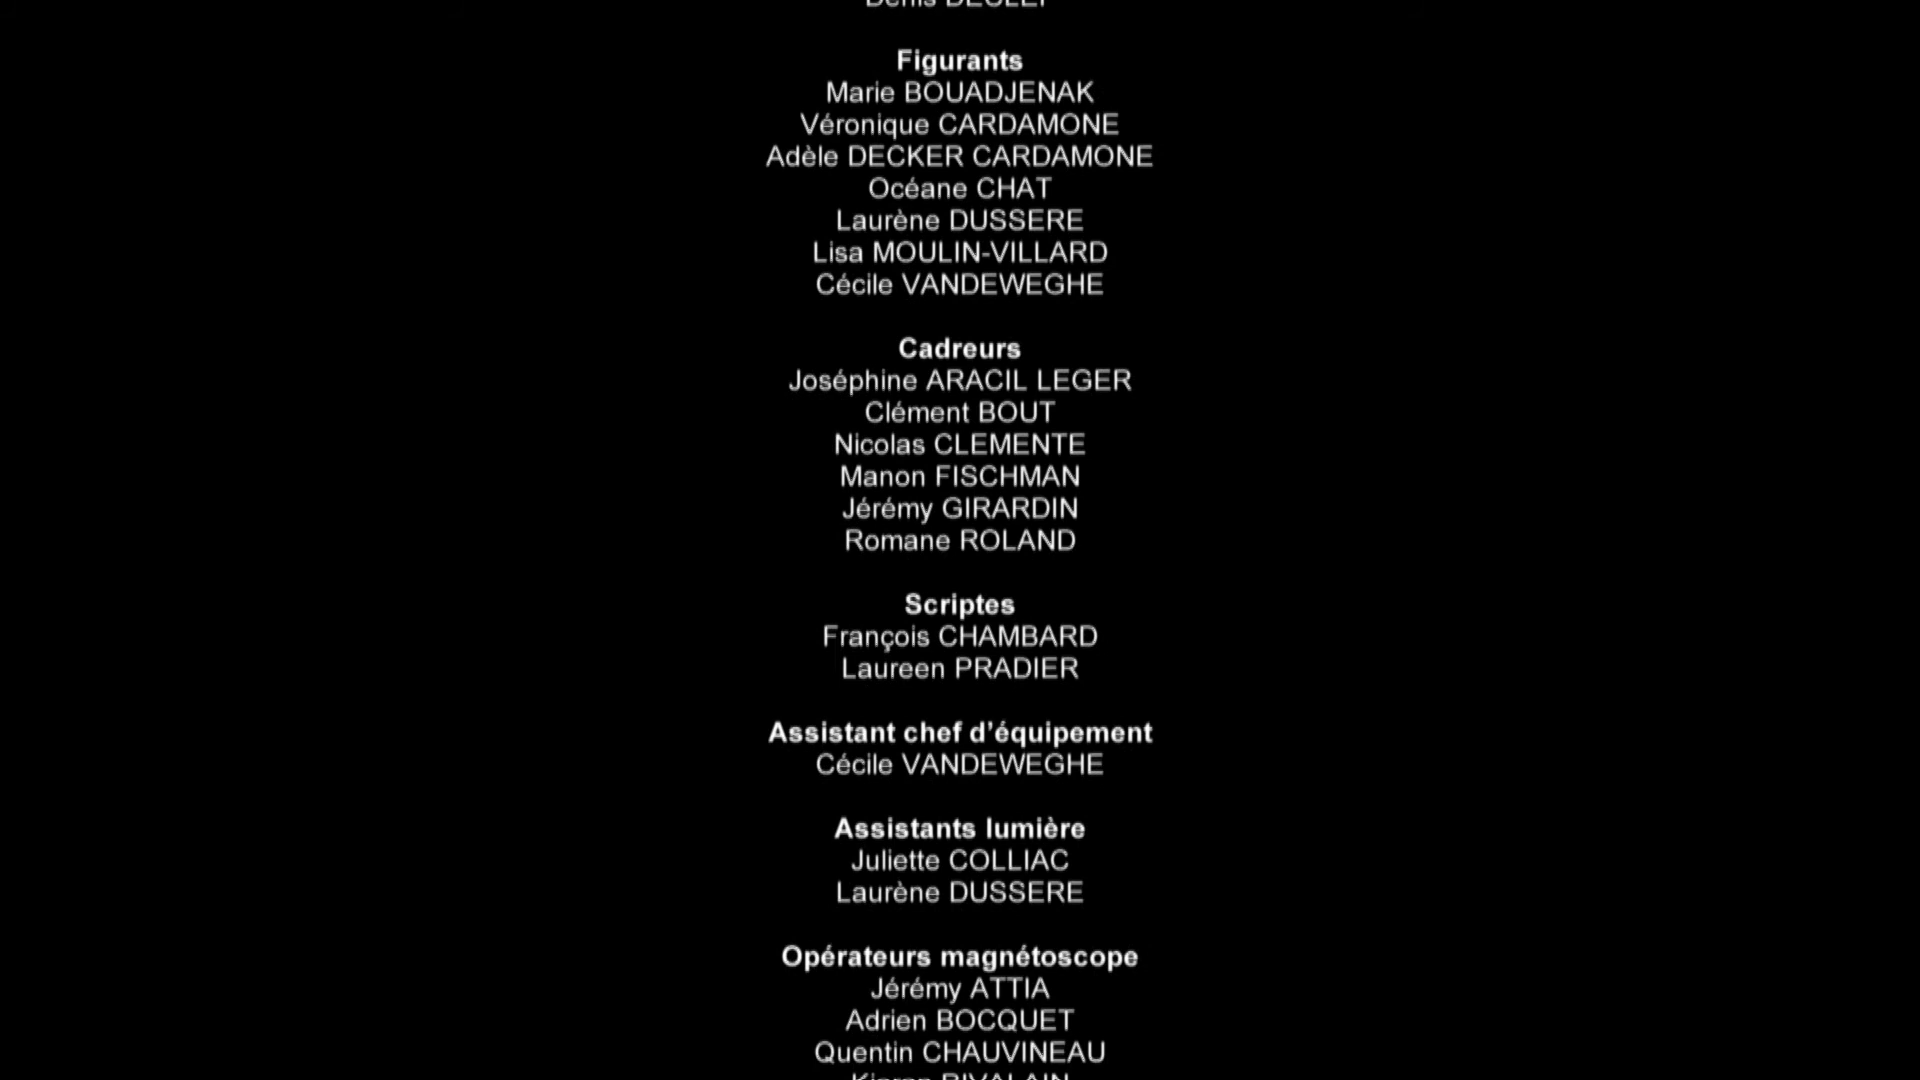 Figurants
Marie BOUADJENAK
Véronique CARDAMONE
Adèle DECKER CARDAMONE
Océane CHAT
Laurène DUSSERE
Lisa MOULIN-VILLARD
Cécile VANDEWEGHE
Cadreurs
Joséphine ARACIL LEGER
Clément BOUT
Nicolas CLEMENTE
Manon FISCHMAN
Jérémy GIRARDIN
Romane ROLAND
Scriptes
François CHAMBARD
Laureen PRADIER
Assistant chef d’équipement
Cécile VANDEWEGHE
Assistants lumière
Juliette COLLIAC
Laurène DUSSERE
Opérateurs magnétoscope
Jérémy ATTIA
Adrien BOCQUET
Quentin CHAUVINEAU